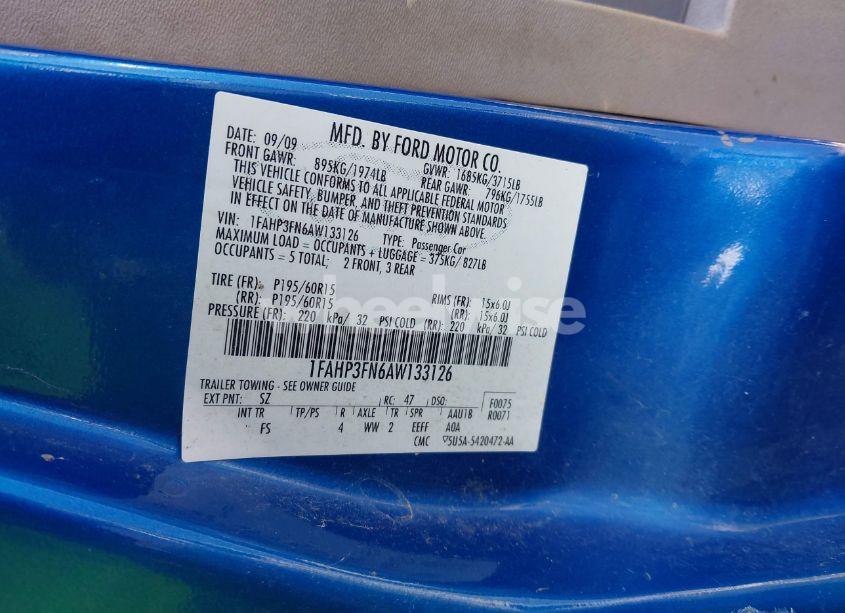 MFD. BY FORD MOTOR CO.
DATE: 09/09 GVWR: 1685KG/3715LB
FRONT GAWR: 895KG/1974LB REAR GAWR: 796KG/1755LB
THIS VEHICLE CONFORMS TO ALL APPLICABLE FEDERAL MOTOR
VEHICLE SAFETY, BUMPER, AND THEFT PREVENTION STANDARDS
IN EFFECT ON THE DATE OF MANUFACTURE SHOWN ABOVE.
VIN: 1FAHP3FN6AW133126 TYPE: Passenger Car
MAXIMUM LOAD = OCCUPANTS + LUGGAGE = 375KG/ 827LB
OCCUPANTS = 5 TOTAL: 2 FRONT, 3 REAR
TIRE (FR): P195/60R15 RIMS (FR): 15x6.0J
(RR): P195/60R15 (RR): 15x6.0J
PRESSURE (FR): 220 kPa/ 32 PSI COLD (RR): 220 kPa/ 32 PSI COLD
wheelwise
1FAHP3FN6AW133126
TRAILER TOWING - SEE OWNER GUIDE
EXT PNT: SZ RC: 47 DSO: F0075
R0071
INT TR TP/PS R AXLE TR SPR AAU1B
FS 4 WW 2 EEFF A0A
CMC 5U5A-5420472-AA